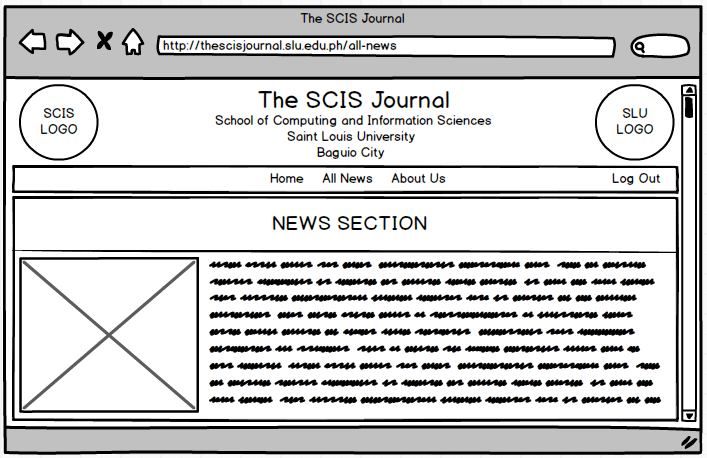 The SCIS Journal
http://thescisjournal.slu.edu.ph/all-news
SCIS
LOGO
The SCIS Journal
School of Computing and Information Sciences
Saint Louis University
Baguio City
SLU
LOGO
Home All News About Us Log Out
NEWS SECTION